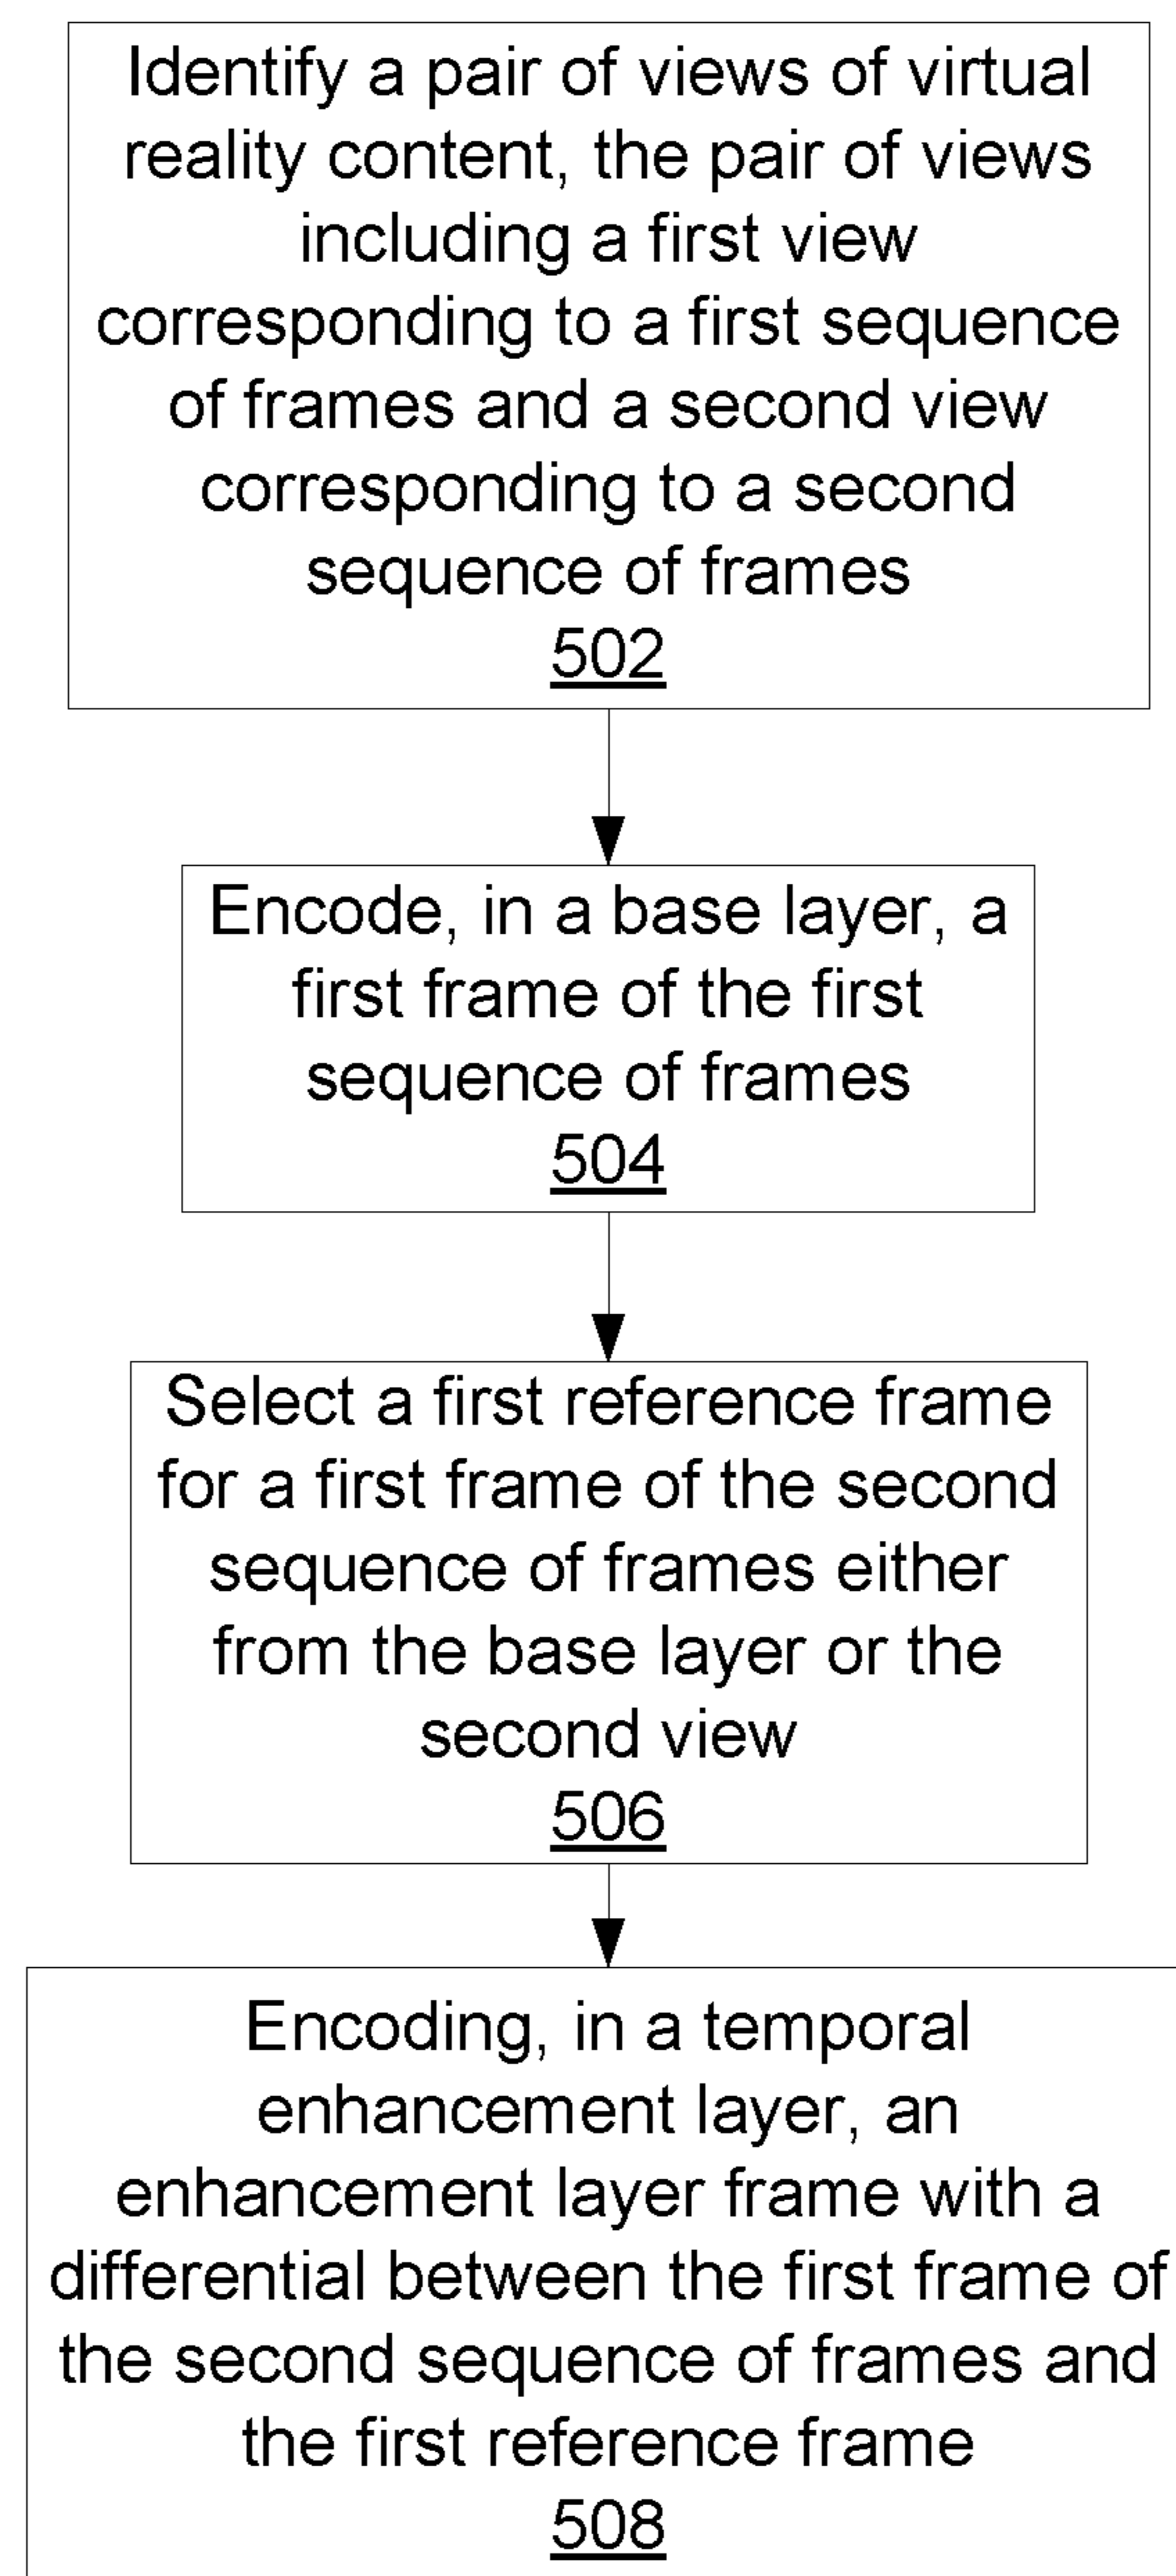 Identify a pair of views of virtual
reality content, the pair of views
including a first view
corresponding to a first sequence
of frames and a second view
corresponding to a second
sequence of frames
502
Encode, in a base layer, a
first frame of the first
sequence of frames
504
Select a first reference frame
for a first frame of the second
sequence of frames either
from the base layer or the
second view
506
Encoding, in a temporal
enhancement layer, an
enhancement layer frame with a
differential between the first frame of
the second sequence of frames and
the first reference frame
508